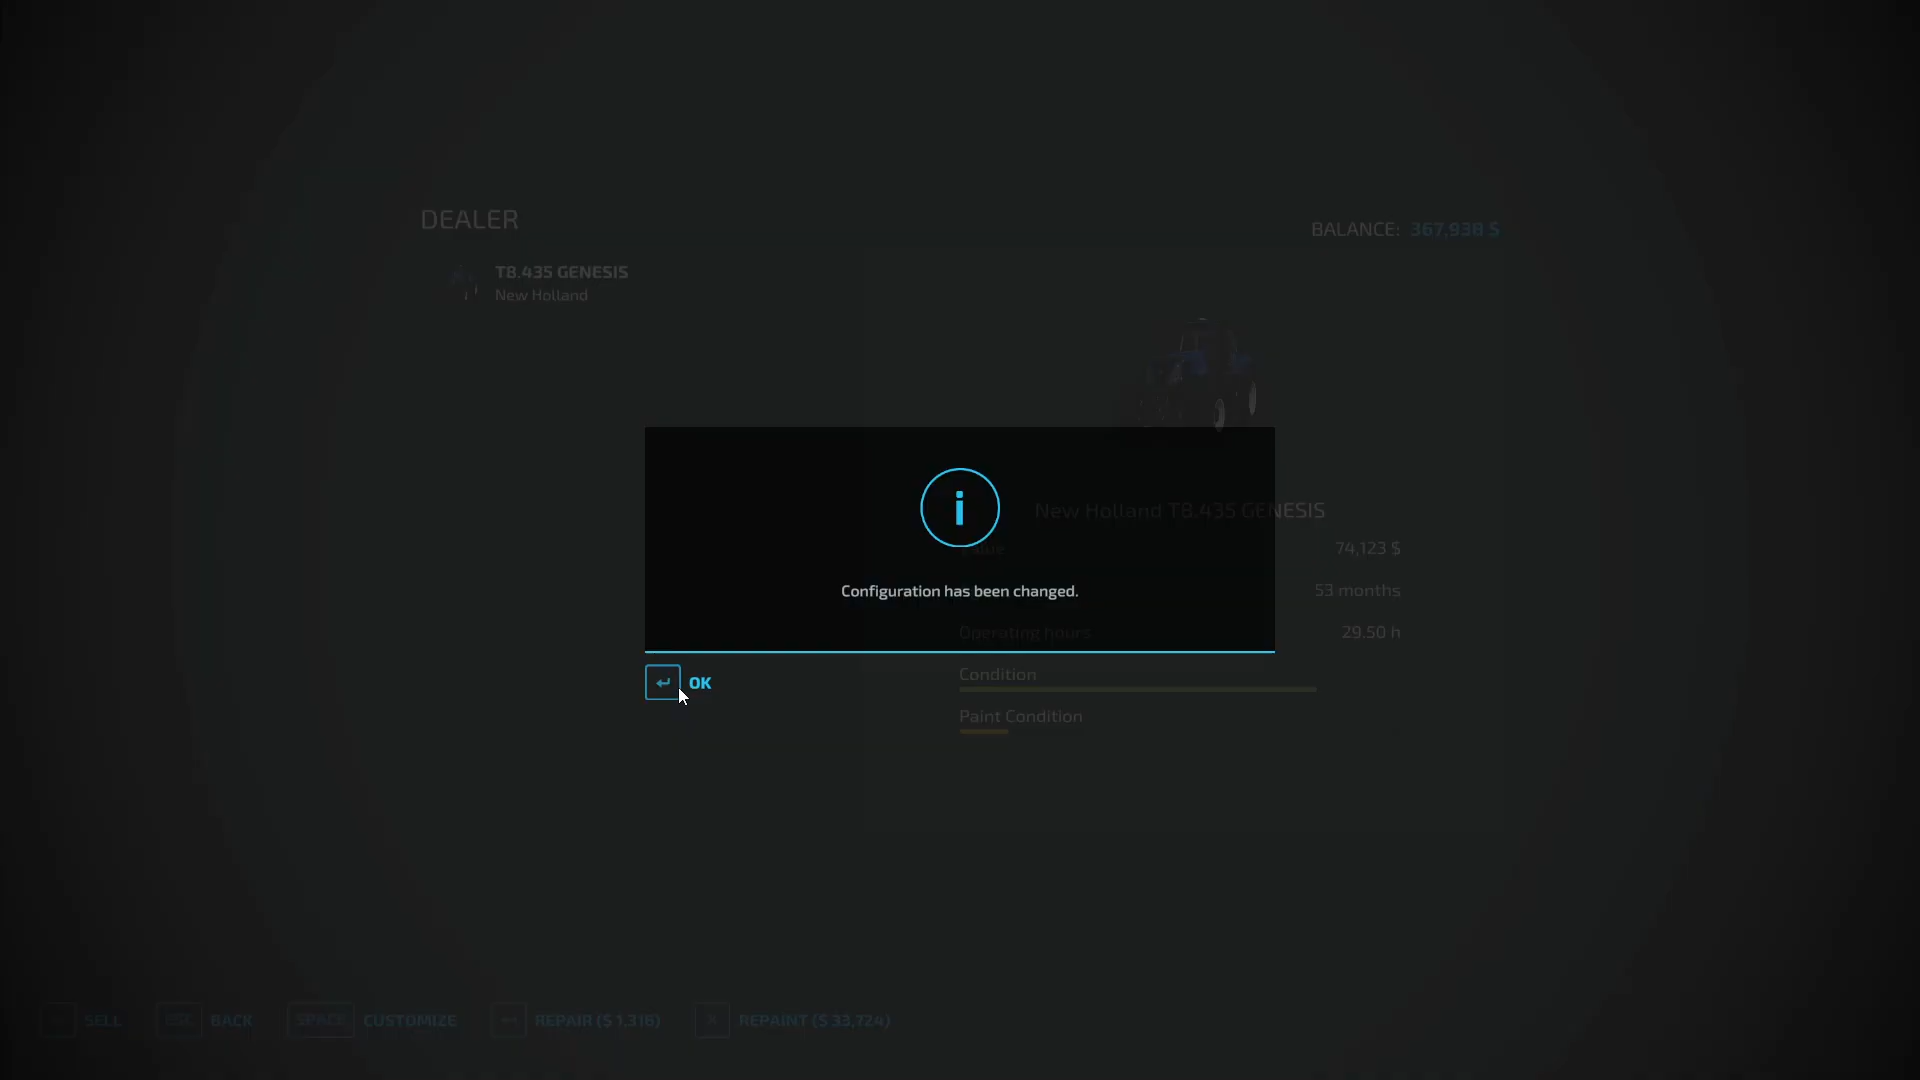 DEALER
BALANCE: 367,938 $
T8.435 GENESIS
New Holland
i
New Holland T8.435 GENESIS
Value
74,123 $
Configuration has been changed.
53 months
Operating hours
29.50 h
Condition
OK
Paint Condition
SELL
ESC BACK
SPACE CUSTOMIZE
REPAIR ($ 1,316)
X REPAINT ($ 33,724)